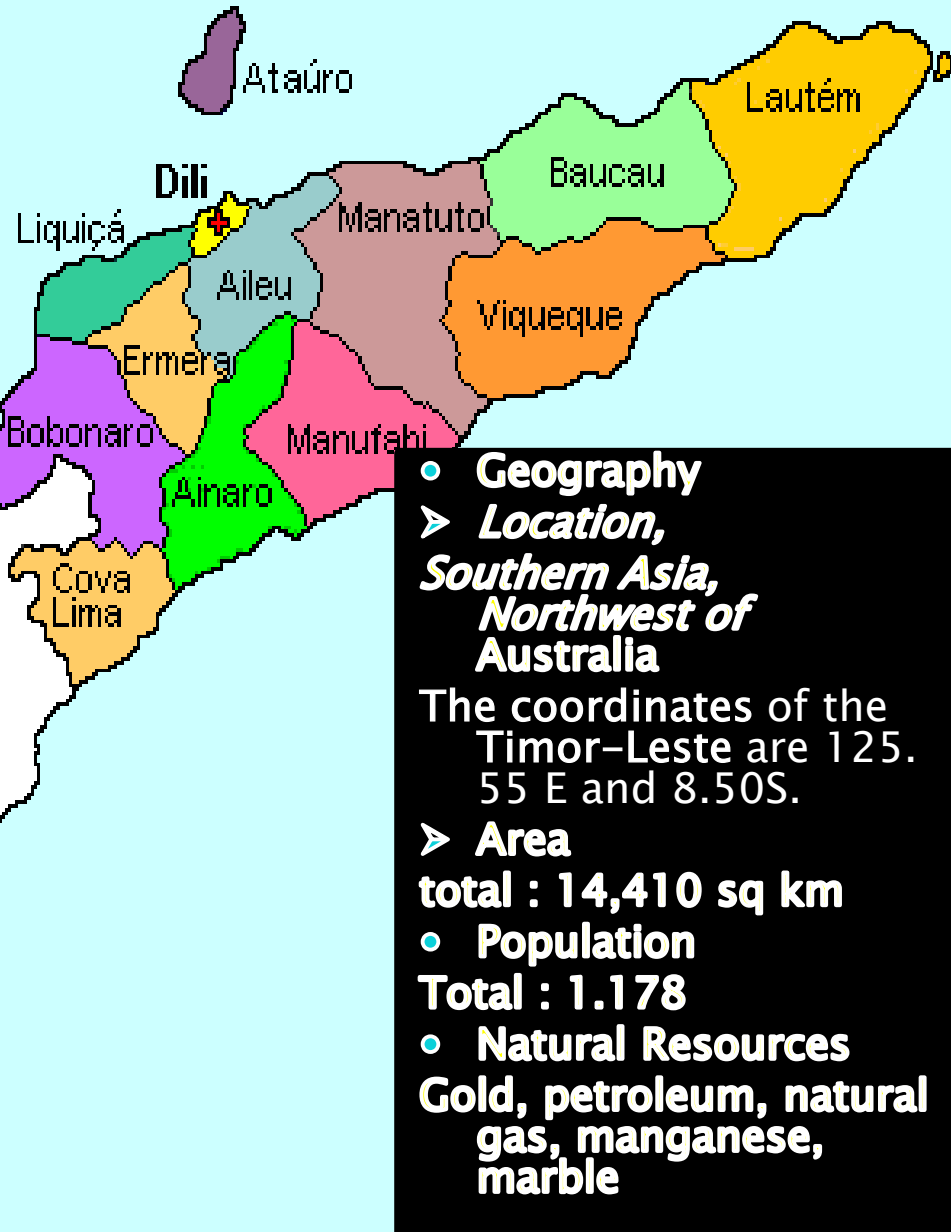 Ataúro
Lautém
Dili
Baucau
Liquiçá
Manatuto
Aileu
Viqueque
Ermera
Bobonaro
Manufahi
Ainaro
Cova
Lima
• Geography
➢ Location,
Southern Asia,
Northwest of
Australia
The coordinates of the
Timor-Leste are 125.
55 E and 8.50S.
➢ Area
total : 14,410 sq km
• Population
Total : 1.178
• Natural Resources
Gold, petroleum, natural
gas, manganese,
marble